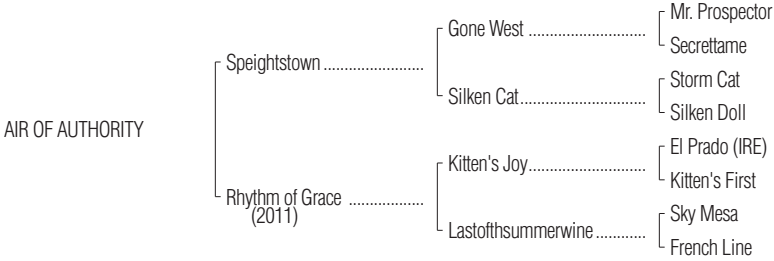 Mr. Prospector
Gone West ..............................
Secrettame
Speightstown ........................
Storm Cat
Silken Cat................................
Silken Doll
AIR OF AUTHORITY
El Prado (IRE)
Kitten's Joy..............................
Kitten's First
Rhythm of Grace ..................
(2011)
Sky Mesa
Lastofthsummerwine ............
French Line